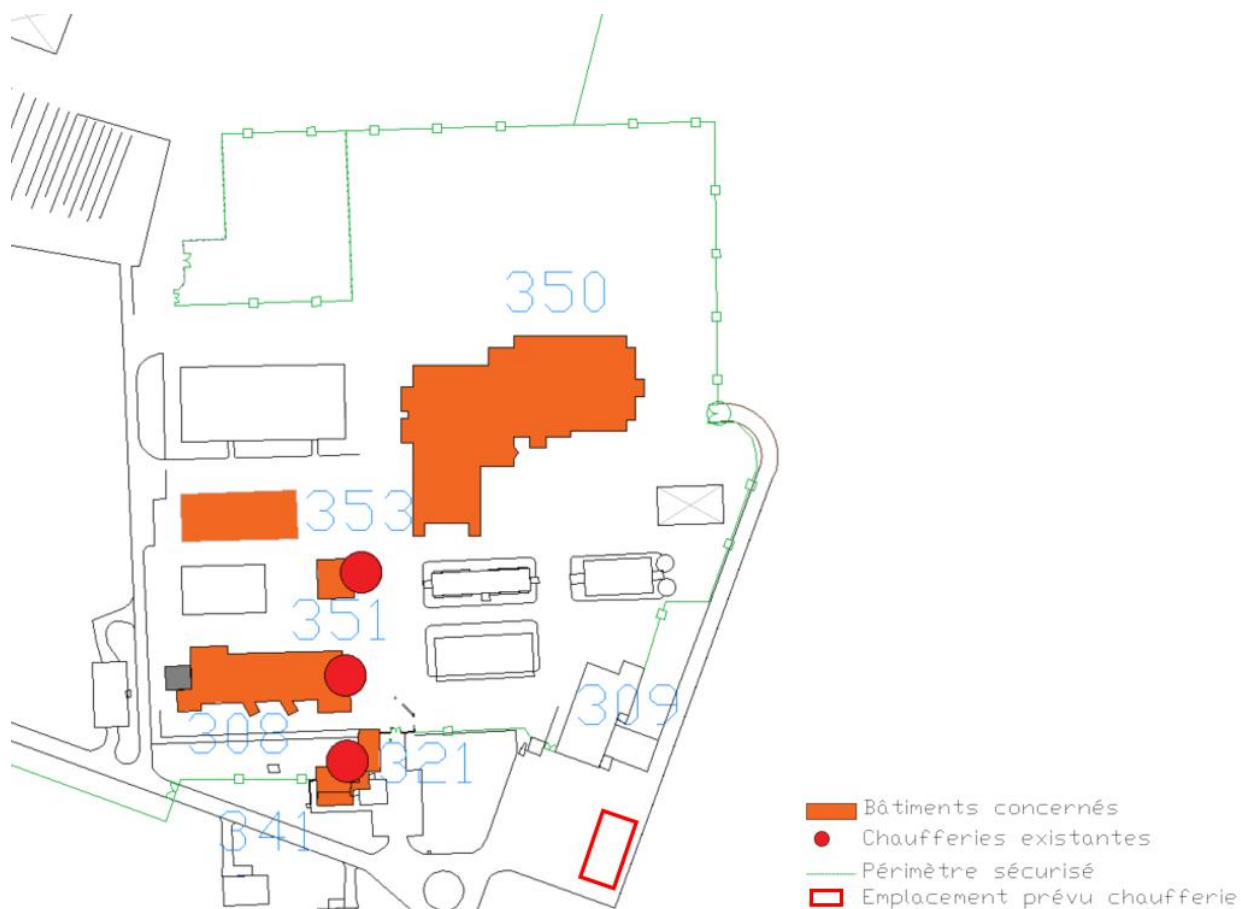 350
353
351
309
308
321
341
Bâtiments concernés
Chaufferies existantes
Périmètre sécurisé
Emplacement prévu chaufferie